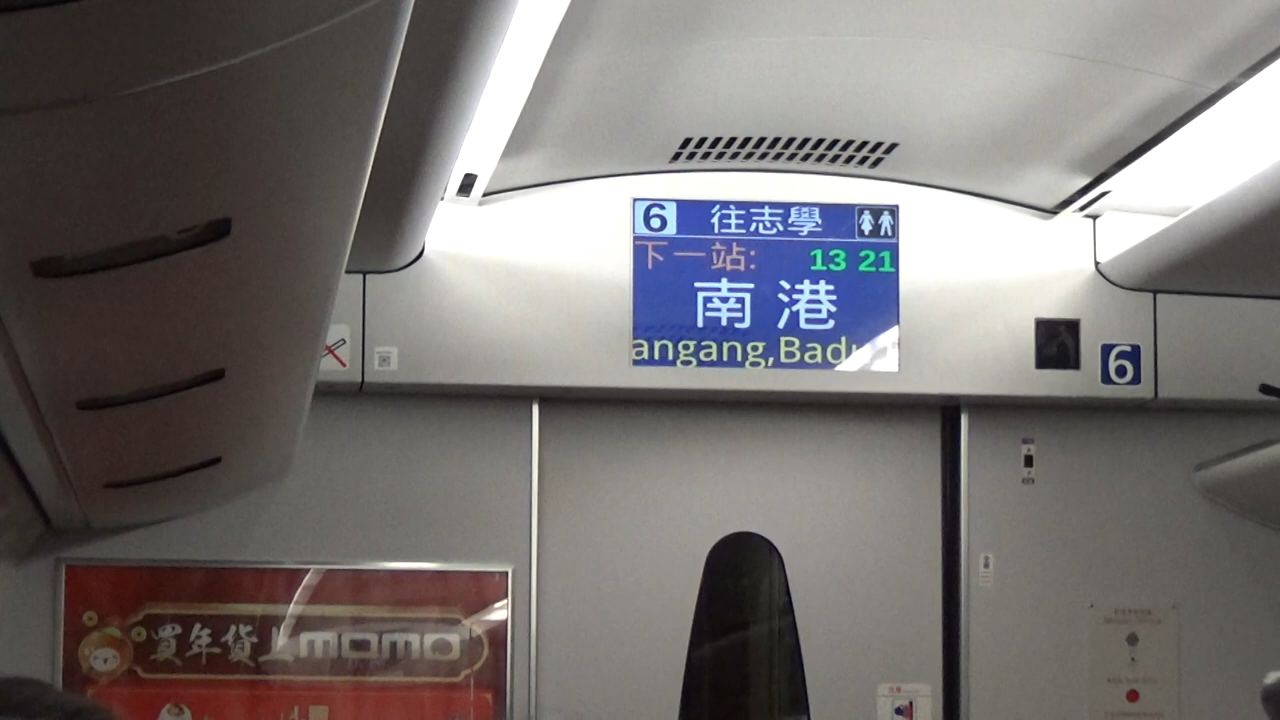 6 往志學
下一站: 13 21
南港
angang,Badu
6
買年貨上momo